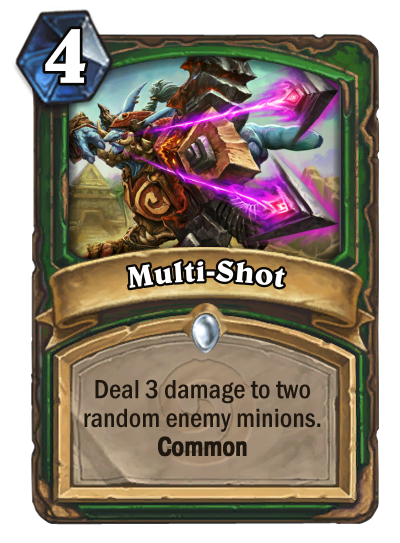 4
Multi-Shot
Deal 3 damage to two
random enemy minions.
Common